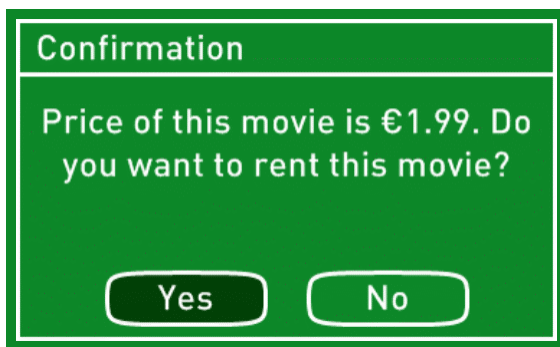 Confirmation
Price of this movie is €1.99. Do
you want to rent this movie?
Yes No